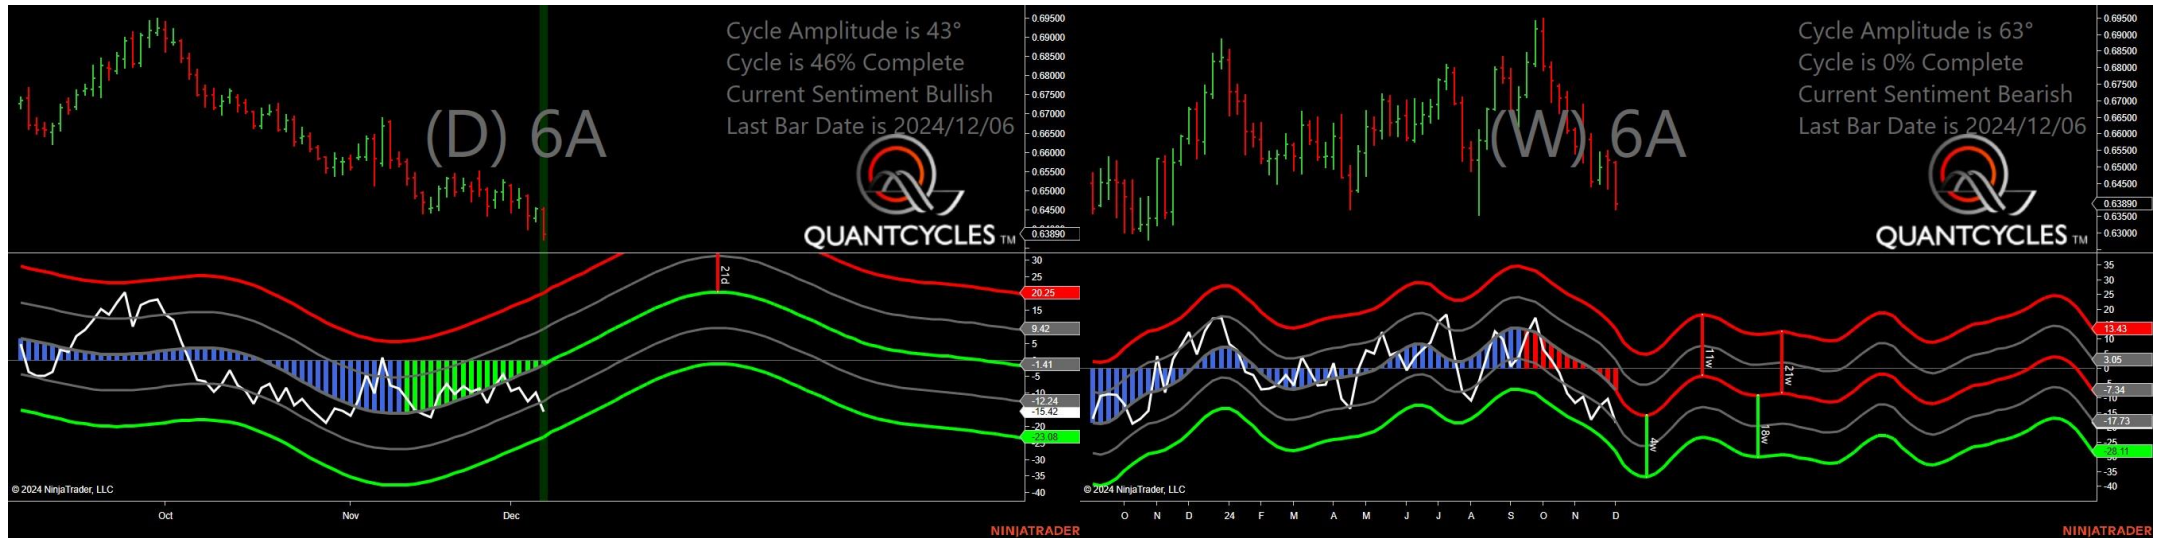 Cycle Amplitude is 43°
Cycle is 46% Complete
Current Sentiment Bullish
Last Bar Date is 2024/12/06
(D) 6A
QUANTCYCLES TM
0.69500
0.69000
0.68500
0.68000
0.67500
0.67000
0.66500
0.66000
0.65500
0.65000
0.64500
0.63890
30
25
20.25
15
9.42
5
-1.41
-5
-12.24
-15.42
-20
-23.08
-30
-35
-40
21d
© 2024 NinjaTrader, LLC
Oct Nov Dec
NINJATRADER
Cycle Amplitude is 63°
Cycle is 0% Complete
Current Sentiment Bearish
Last Bar Date is 2024/12/06
(W) 6A
QUANTCYCLES TM
0.69500
0.69000
0.68500
0.68000
0.67500
0.67000
0.66500
0.66000
0.65500
0.65000
0.64500
0.63890
0.63500
0.63000
35
30
25
20
13.43
10
3.05
0
-7.34
-10
-15
-17.73
-28.11
-35
-40
11w
21w
4w
18w
© 2024 NinjaTrader, LLC
O N D 24 F M A M J J A S O N D
NINJATRADER